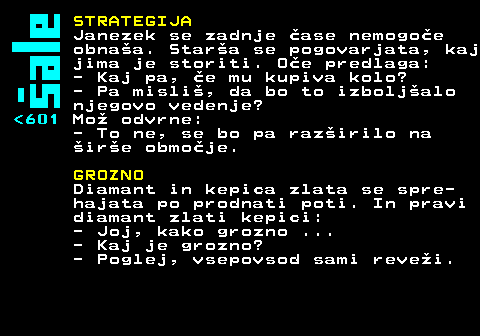 Šale
STRATEGIJA
Janezek se zadnje čase nemogoče
obnaša. Starša se pogovarjata, kaj
jima je storiti. Oče predlaga:
- Kaj pa, če mu kupiva kolo?
- Pa misliš, da bo to izboljšalo
njegovo vedenje?
<601 Mož odvrne:
- To ne, se bo pa razširilo na
širše območje.
GROZNO
Diamant in kepica zlata se spre-
hajata po prodnati poti. In pravi
diamant zlati kepici:
- Joj, kako grozno ...
- Kaj je grozno?
- Poglej, vsepovsod sami reveži.